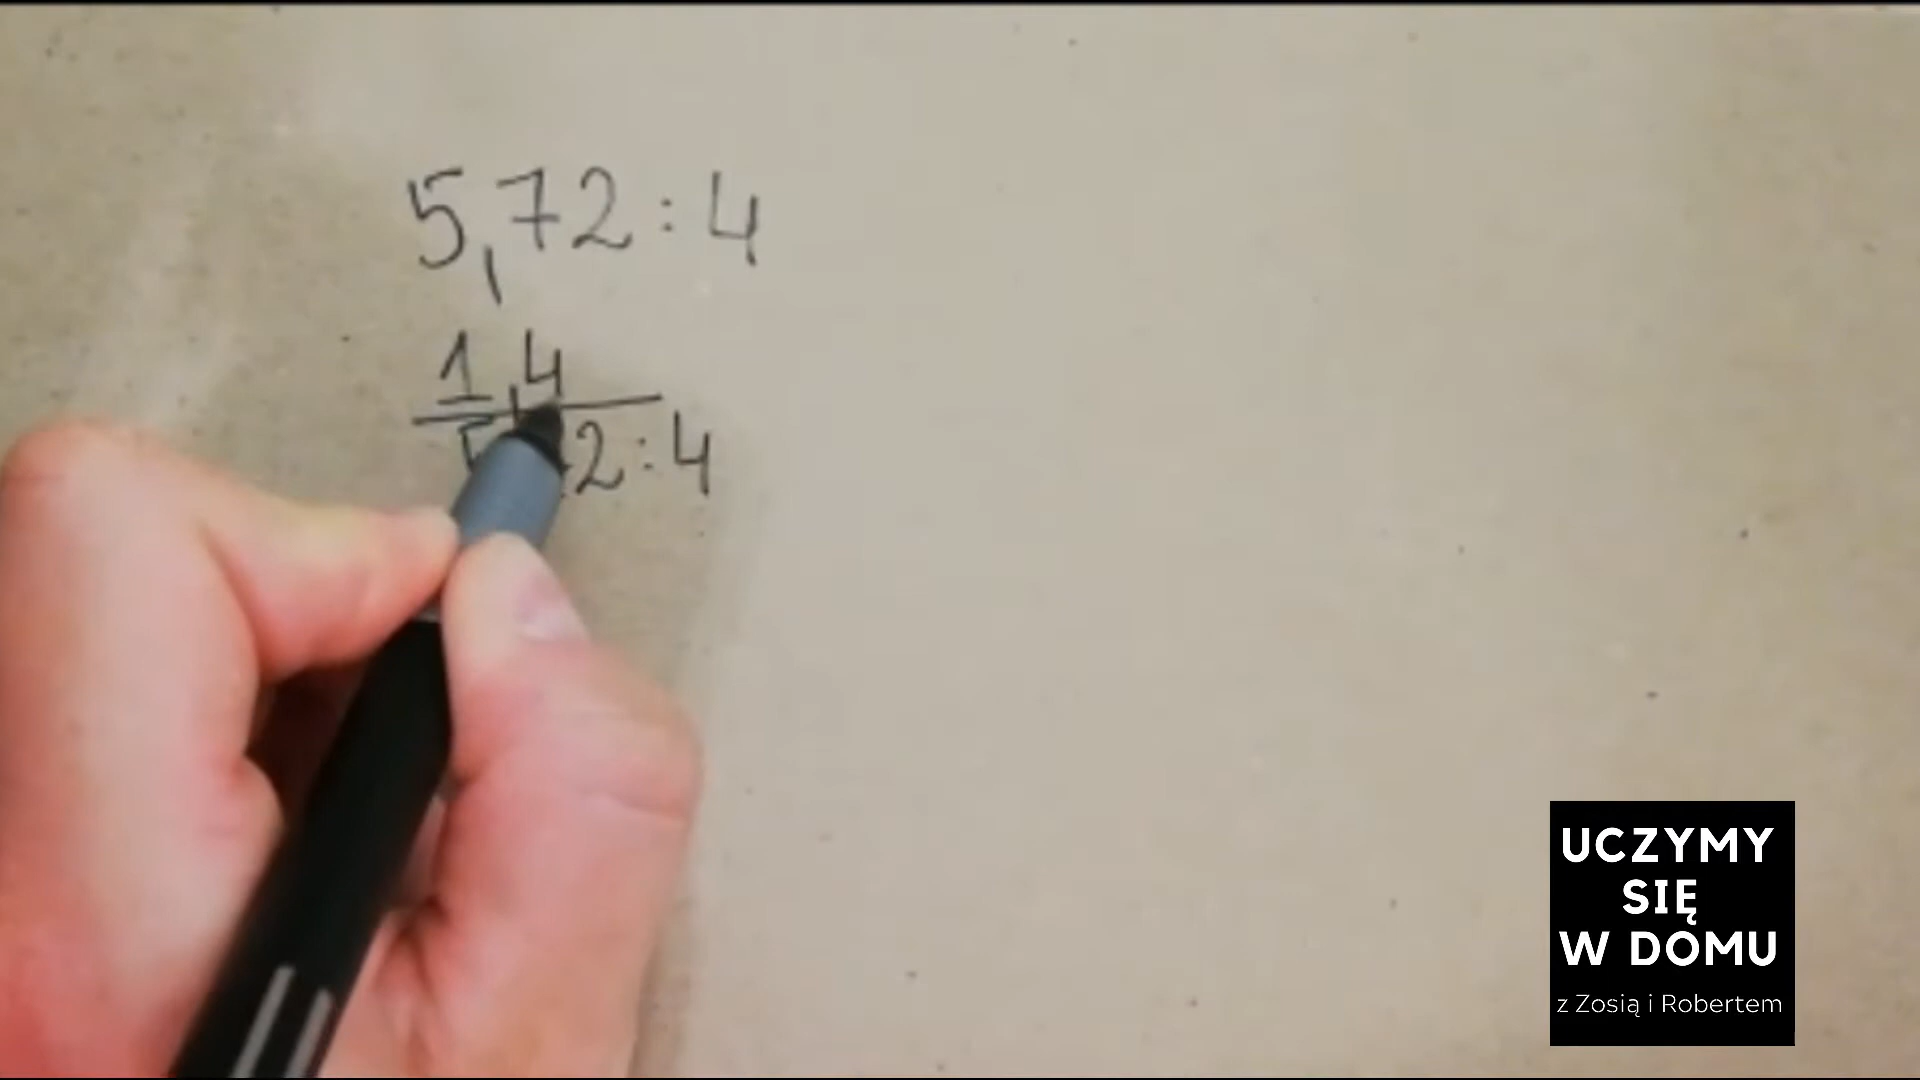 5,72 : 4
1,4
2 : 4
UCZYMY
SIĘ
W DOMU
z Zosią i Robertem